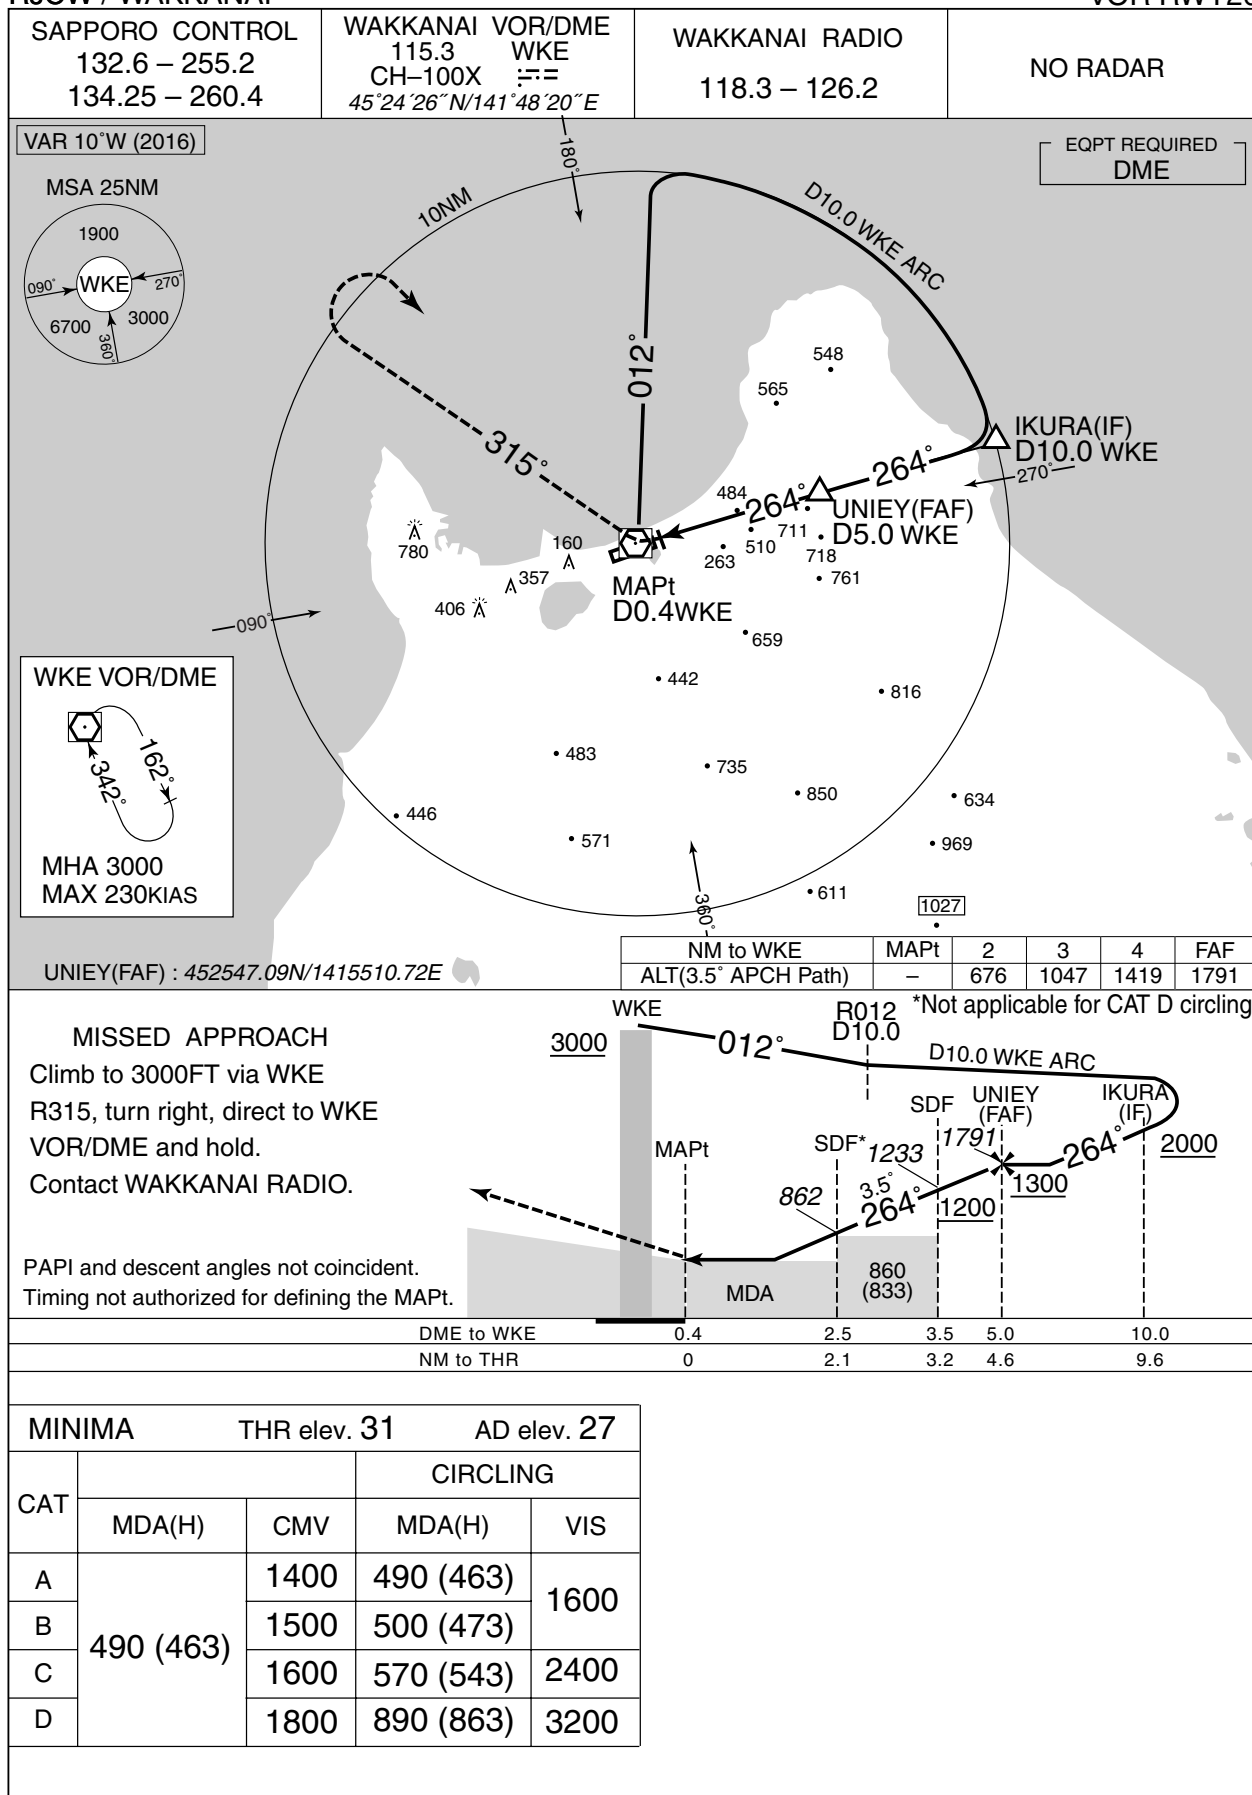 RJCW / WAKKANAI
SAPPORO CONTROL
132.6 – 255.2
134.25 – 260.4
WAKKANAI VOR/DME
115.3 WKE
CH–100X
45°24´26˝N/141°48´20˝E
WAKKANAI RADIO
118.3 – 126.2
NO RADAR
VAR 10°W (2016)
EQPT REQUIRED
DME
MSA 25NM
1900
090°
WKE
270°
6700
3000
360°
180°
10NM
D10.0 WKE ARC
012°
548
565
315°
IKURA(IF)
D10.0 WKE
264°
270°
484
264°
UNIEY(FAF)
D5.0 WKE
711
510
263
718
761
780
160
357
406
MAPt
D0.4WKE
090°
659
442
816
WKE VOR/DME
162°
342°
MHA 3000
MAX 230KIAS
483
735
850
634
446
571
969
611
360°
1027
UNIEY(FAF) : 452547.09N/1415510.72E
NM to WKE MAPt 2 3 4 FAF
ALT(3.5° APCH Path) – 676 1047 1419 1791
*Not applicable for CAT D circling
MISSED APPROACH
Climb to 3000FT via WKE
R315, turn right, direct to WKE
VOR/DME and hold.
Contact WAKKANAI RADIO.
PAPI and descent angles not coincident.
Timing not authorized for defining the MAPt.
WKE
3000
012°
R012
D10.0
D10.0 WKE ARC
MAPt
SDF*
SDF
UNIEY
(FAF)
IKURA
(IF)
862
1233
1791
3.5°
264°
264°
2000
1300
1200
MDA
860
(833)
DME to WKE 0.4 2.5 3.5 5.0 10.0
NM to THR 0 2.1 3.2 4.6 9.6
MINIMA THR elev. 31 AD elev. 27
CAT
CIRCLING
MDA(H) CMV MDA(H) VIS
A 490 (463) 1400 490 (463) 1600
B 1500 500 (473)
C 1600 570 (543) 2400
D 1800 890 (863) 3200